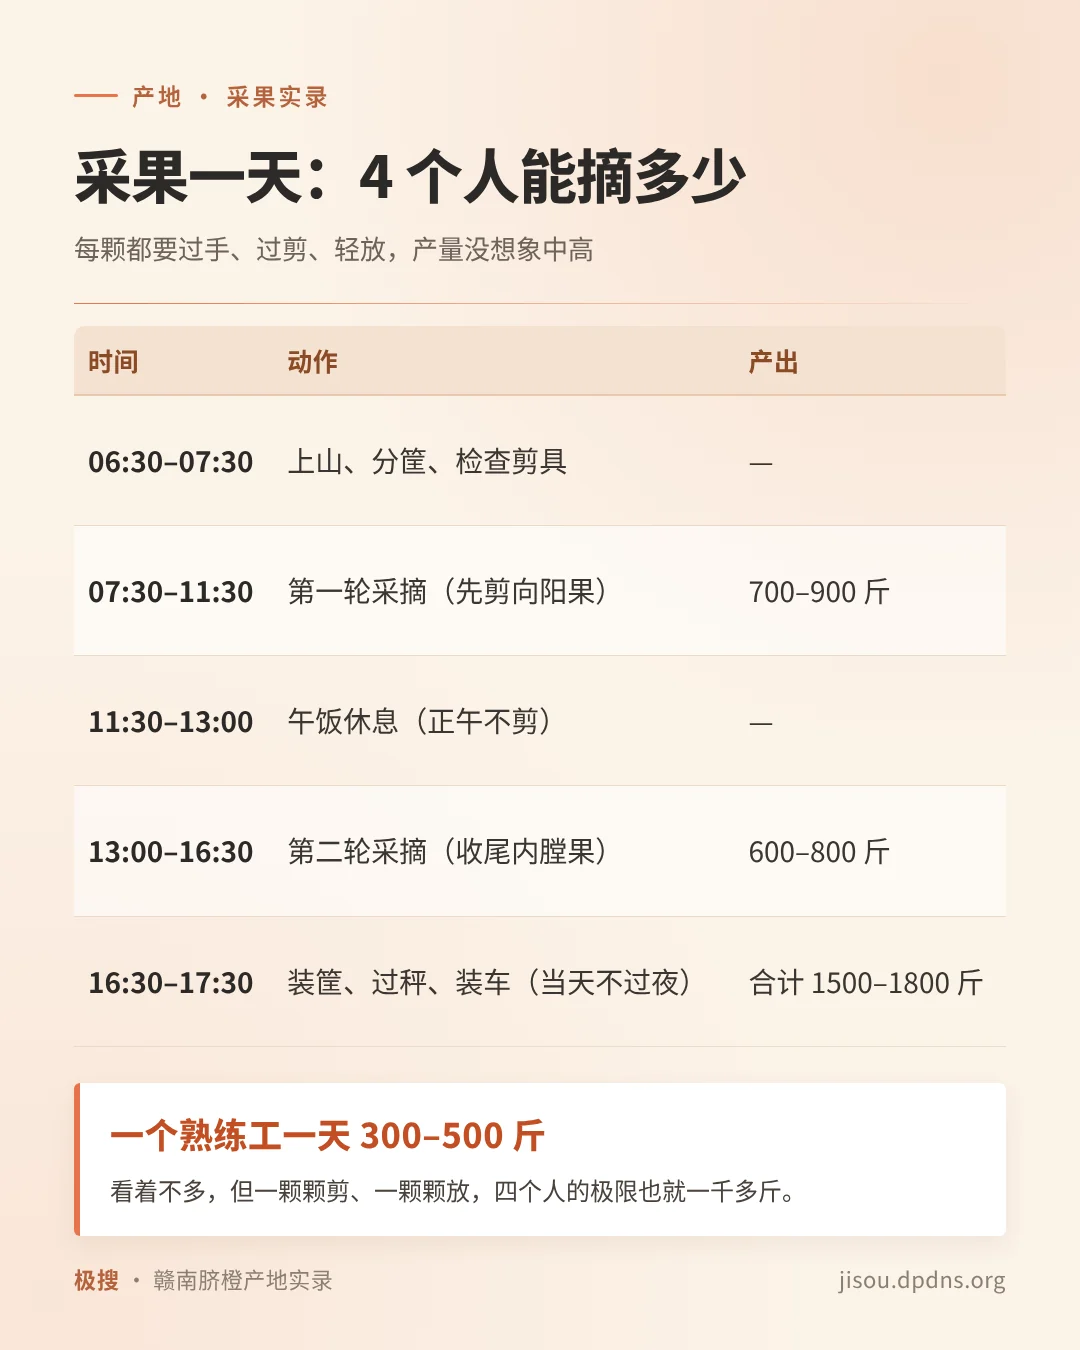 产地 · 采果实录
采果一天：4 个人能摘多少
每颗都要过手、过剪、轻放，产量没想象中高
时间 动作 产出
06:30–07:30 上山、分筐、检查剪具 —
07:30–11:30 第一轮采摘（先剪向阳果） 700–900 斤
11:30–13:00 午饭休息（正午不剪） —
13:00–16:30 第二轮采摘（收尾内膛果） 600–800 斤
16:30–17:30 装筐、过秤、装车（当天不过夜） 合计 1500–1800 斤
一个熟练工一天 300–500 斤
看着不多，但一颗颗剪、一颗颗放，四个人的极限也就一千多斤。
极搜 · 赣南脐橙产地实录 jisou.dpdns.org